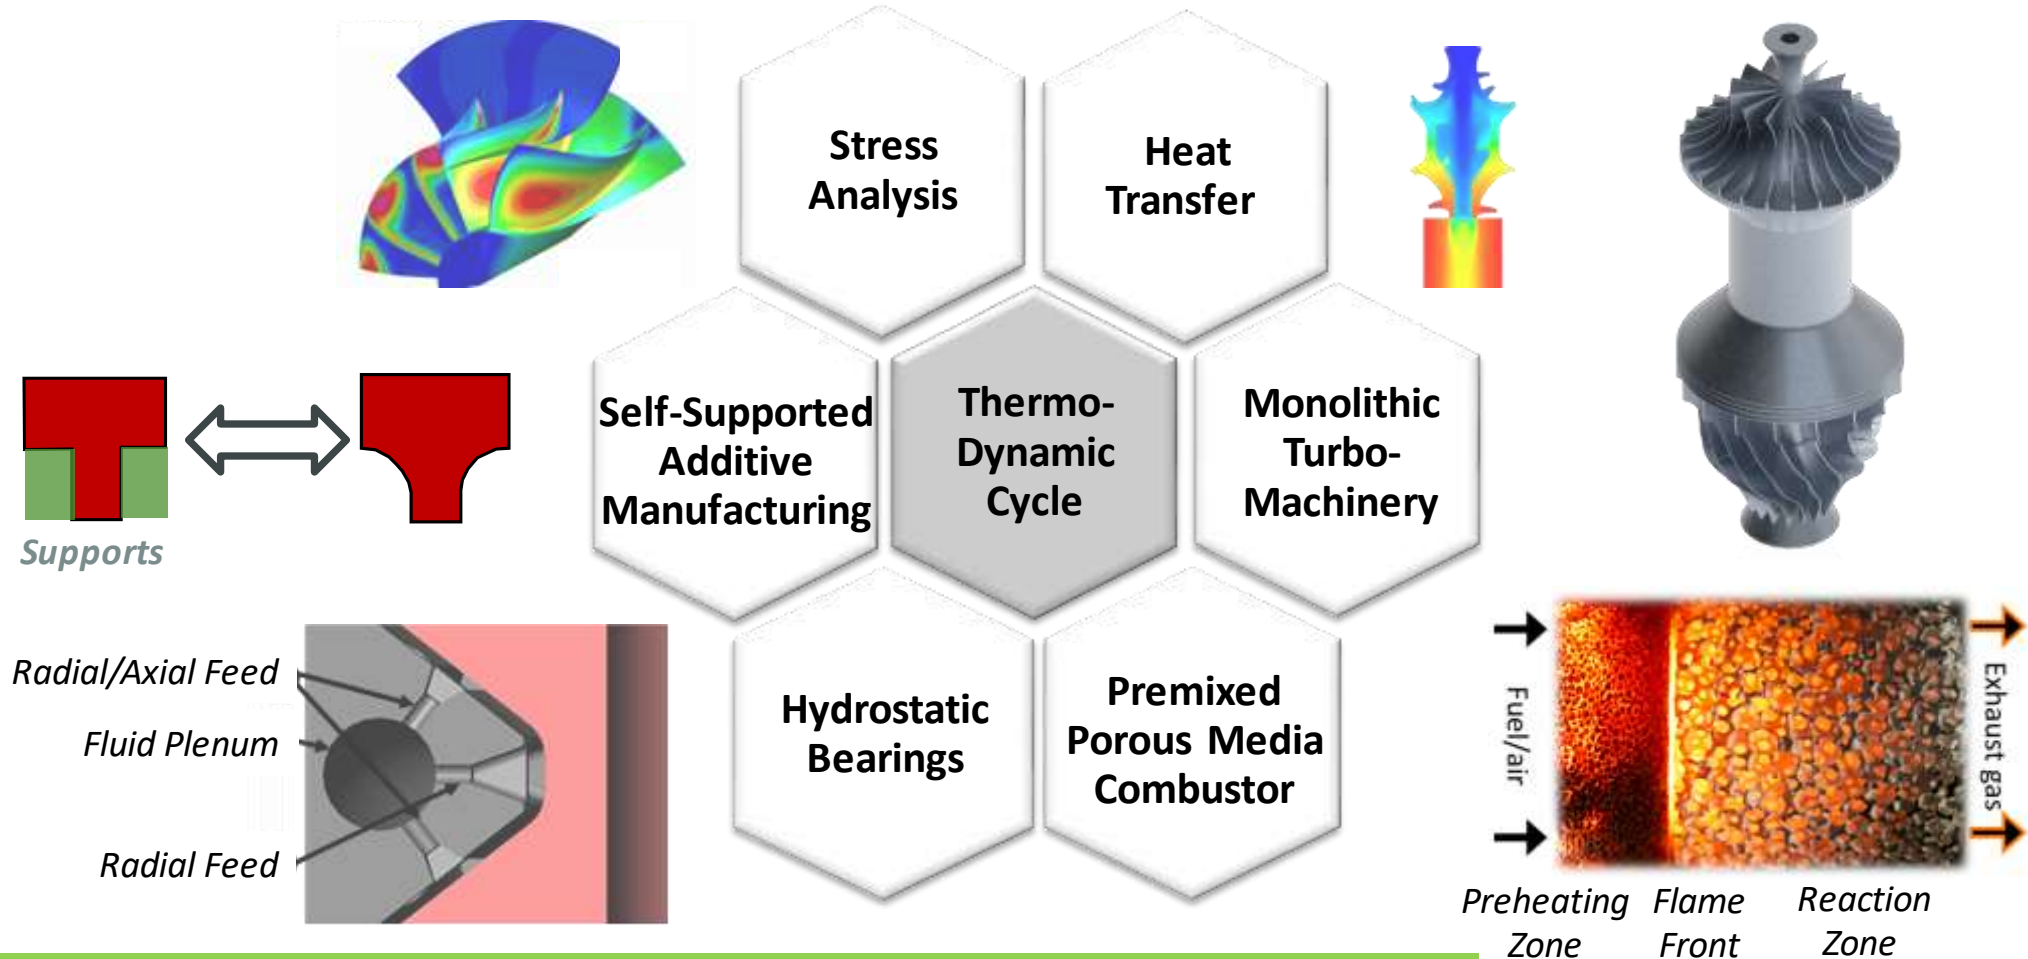 Stress
Analysis
Heat
Transfer
Self-Supported
Additive
Manufacturing
Thermo-
Dynamic
Cycle
Monolithic
Turbo-
Machinery
Supports
Hydrostatic
Bearings
Premixed
Porous Media
Combustor
Radial/Axial Feed
Fluid Plenum
Radial Feed
Fuel/air
Exhaust gas
Preheating
Zone
Flame
Front
Reaction
Zone